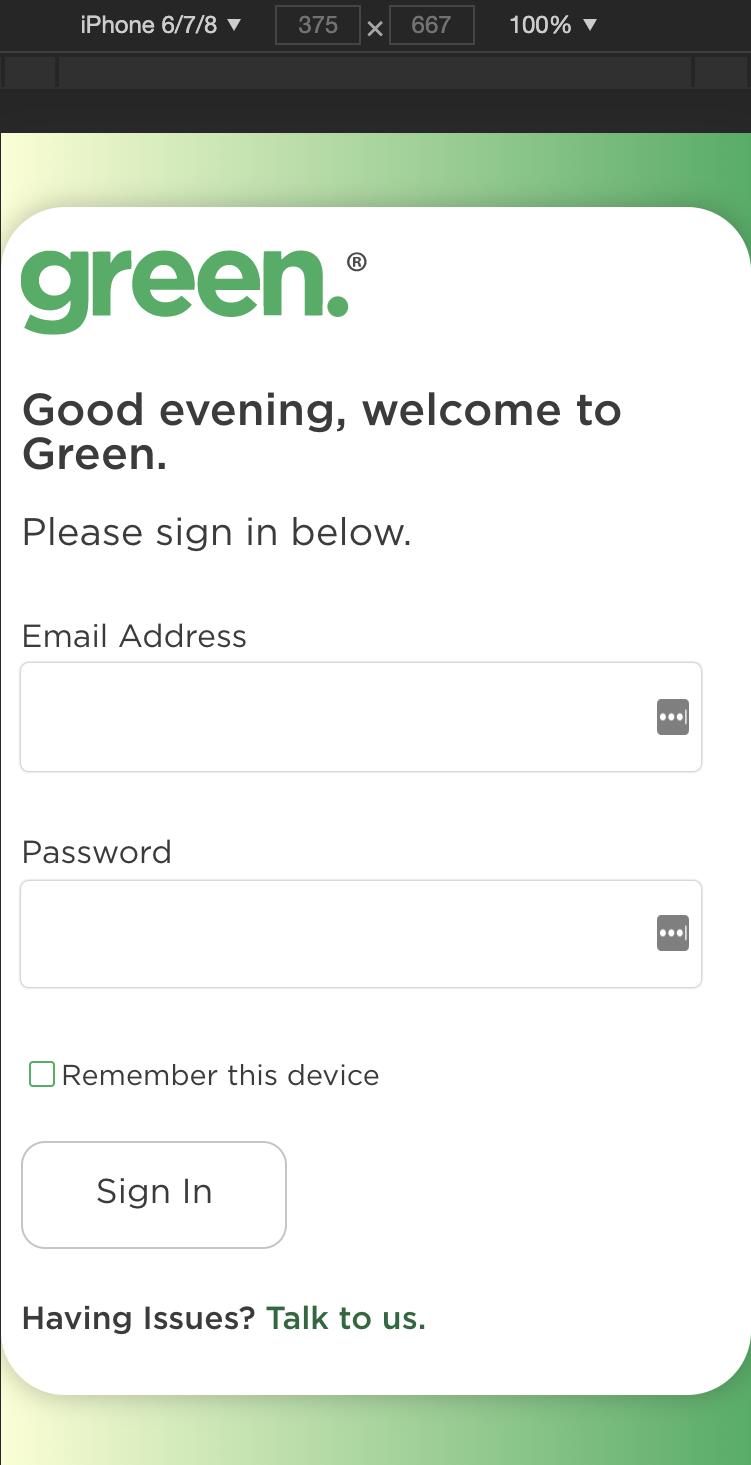 iPhone 6/7/8 ▼ 375 × 667 100% ▼
green.®
Good evening, welcome to
Green.
Please sign in below.
Email Address
Password
Remember this device
Sign In
Having Issues? Talk to us.